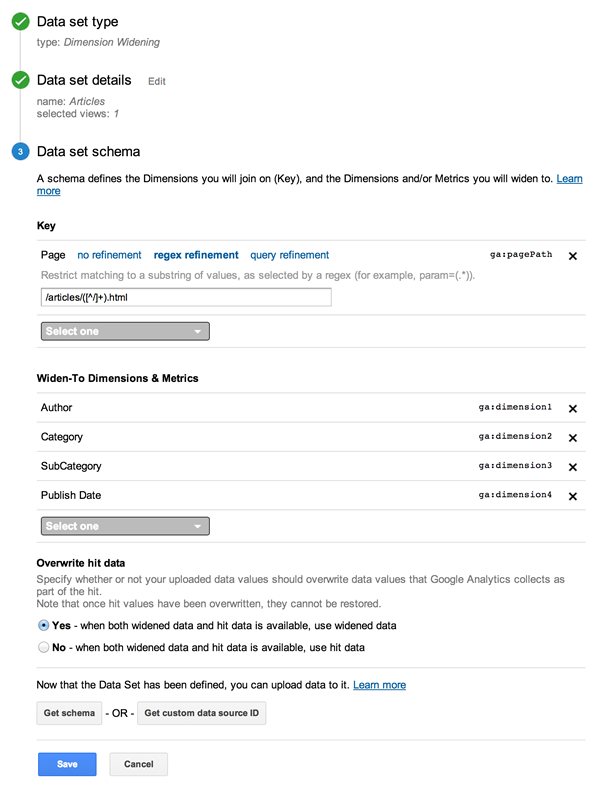 Data set type
type: Dimension Widening
Data set details Edit
name: Articles
selected views: 1
3 Data set schema
A schema defines the Dimensions you will join on (Key), and the Dimensions and/or Metrics you will widen to. Learn
more
Key
Page no refinement regex refinement query refinement ga:pagePath
Restrict matching to a substring of values, as selected by a regex (for example, param=(.*)).
/articles/([^/]+).html
Select one
Widen-To Dimensions & Metrics
Author ga:dimension1
Category ga:dimension2
SubCategory ga:dimension3
Publish Date ga:dimension4
Select one
Overwrite hit data
Specify whether or not your uploaded data values should overwrite data values that Google Analytics collects as
part of the hit.
Note that once hit values have been overwritten, they cannot be restored.
Yes - when both widened data and hit data is available, use widened data
No - when both widened data and hit data is available, use hit data
Now that the Data Set has been defined, you can upload data to it. Learn more
Get schema - OR - Get custom data source ID
Save Cancel